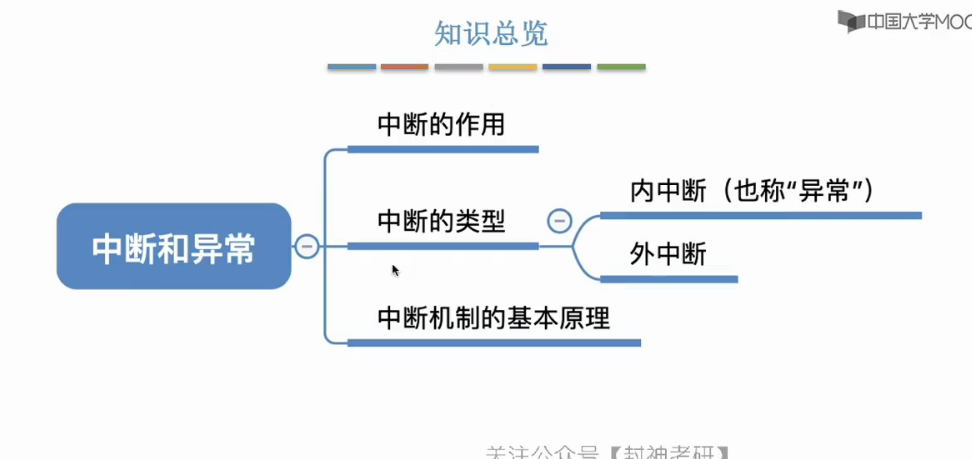 中国大学MOO
知识总览
中断的作用
内中断（也称“异常”）
中断的类型
中断和异常
外中断
中断机制的基本原理
关注公众号【封神考研】